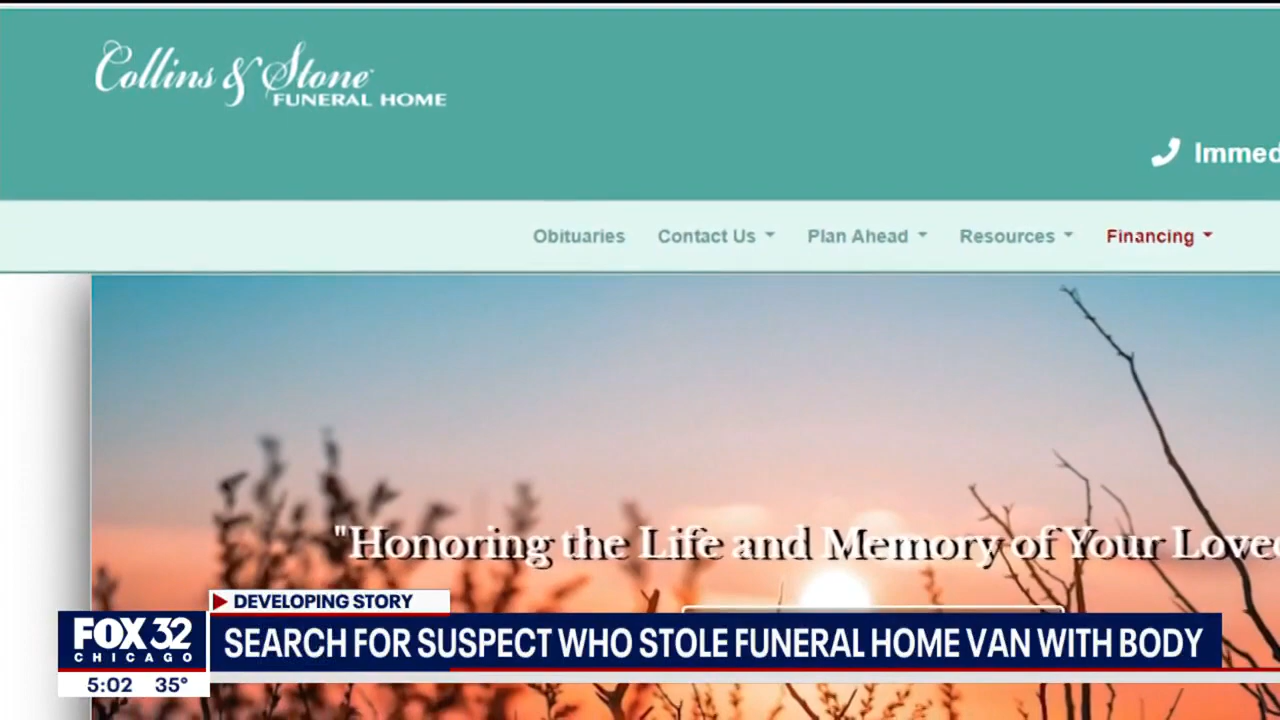 Collins & Stone
FUNERAL HOME
Immed
Obituaries Contact Us Plan Ahead Resources Financing
"Honoring the Life and Memory of Your Loved
DEVELOPING STORY
FOX 32
CHICAGO
SEARCH FOR SUSPECT WHO STOLE FUNERAL HOME VAN WITH BODY
5:02 35°